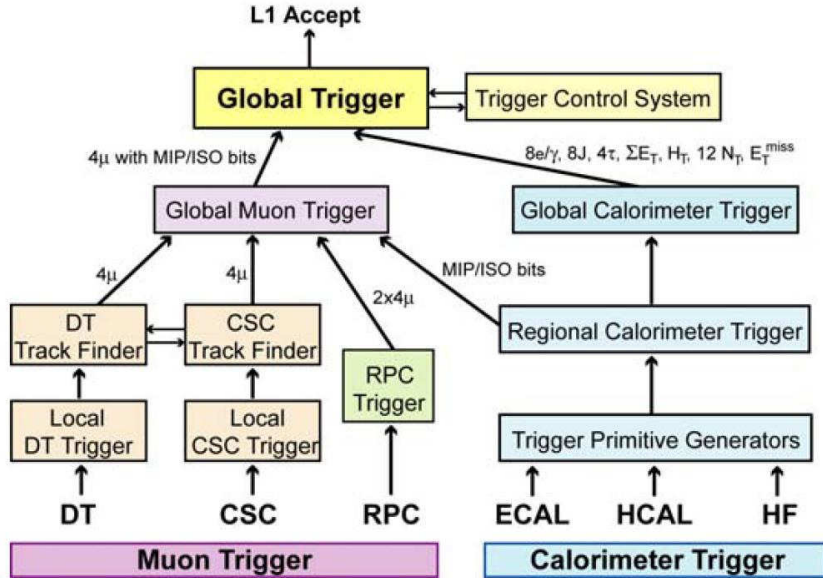 L1 Accept
Global Trigger
Trigger Control System
4μ with MIP/ISO bits
8e/γ, 8J, 4τ, ΣE_T, H_T, 12 N_T, E_T^miss
Global Muon Trigger
Global Calorimeter Trigger
4μ
4μ
2x4μ
MIP/ISO bits
DT
Track Finder
CSC
Track Finder
Regional Calorimeter Trigger
RPC
Trigger
Local
DT Trigger
Local
CSC Trigger
Trigger Primitive Generators
DT
CSC
RPC
ECAL
HCAL
HF
Muon Trigger
Calorimeter Trigger